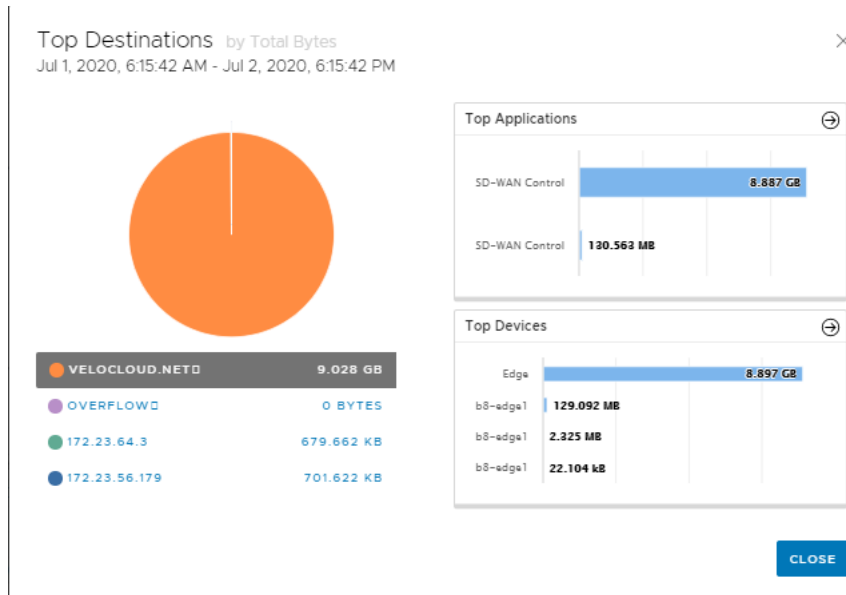 Top Destinations by Total Bytes
Jul 1, 2020, 6:15:42 AM - Jul 2, 2020, 6:15:42 PM
VELOCLOUD.NET▯ 9.028 GB
OVERFLOW▯ 0 BYTES
172.23.64.3 679.662 KB
172.23.56.179 701.622 KB
Top Applications
SD-WAN Control 8.887 GB
SD-WAN Control 130.563 MB
Top Devices
Edge 8.897 GB
b8-edge1 129.092 MB
b8-edge1 2.325 MB
b8-edge1 22.104 kB
CLOSE